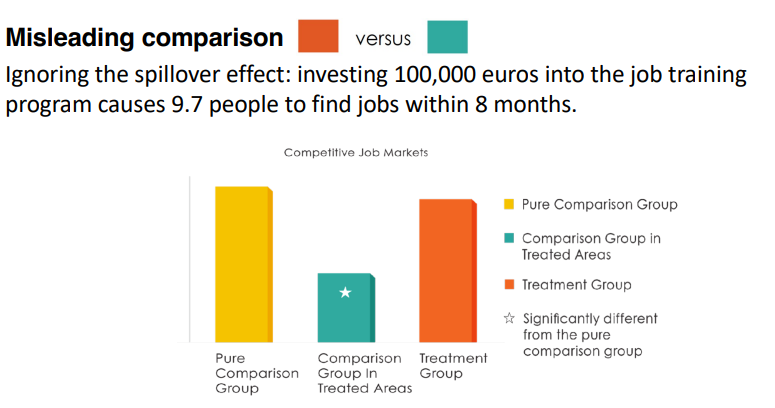 Misleading comparison versus
Ignoring the spillover effect: investing 100,000 euros into the job training
program causes 9.7 people to find jobs within 8 months.
Competitive Job Markets
Pure Comparison Group
Comparison Group in
Treated Areas
Treatment Group
Significantly different
from the pure
comparison group
Pure
Comparison
Group
Comparison
Group In
Treated Areas
Treatment
Group